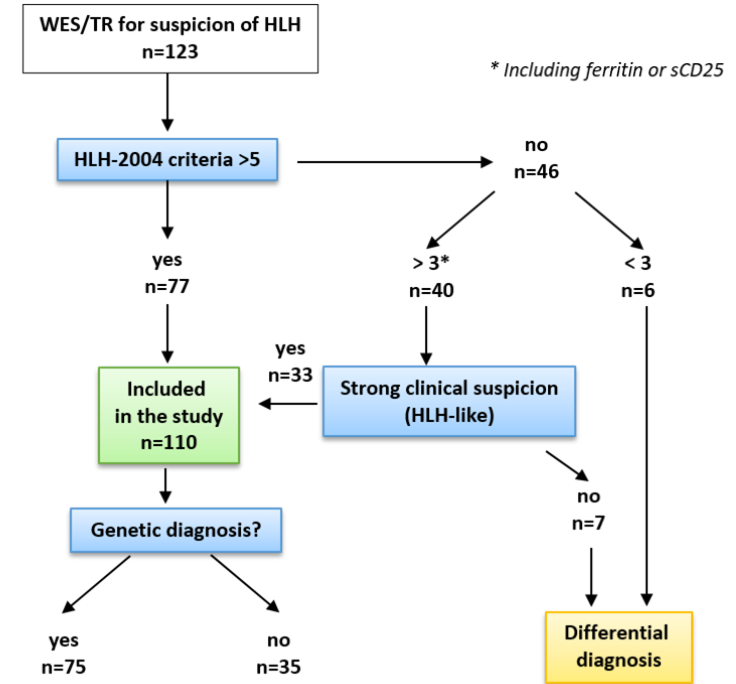 WES/TR for suspicion of HLH
n=123
* Including ferritin or sCD25
HLH-2004 criteria >5
no
n=46
yes
n=77
> 3*
n=40
< 3
n=6
yes
n=33
Included
in the study
n=110
Strong clinical suspicion
(HLH-like)
no
n=7
Genetic diagnosis?
Differential
diagnosis
yes
n=75
no
n=35